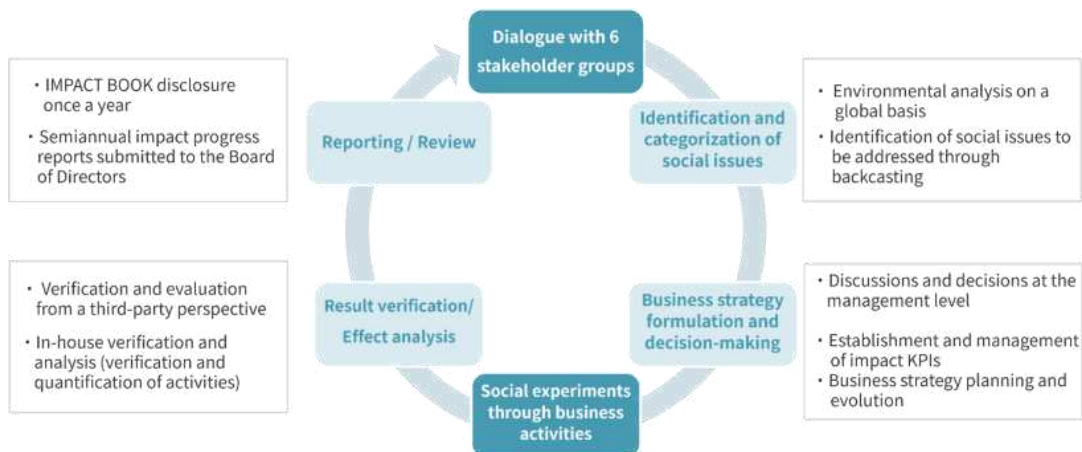 Dialogue with 6
stakeholder groups
・IMPACT BOOK disclosure
once a year
・Semiannual impact progress
reports submitted to the Board
of Directors
Reporting / Review
Identification and
categorization of
social issues
・Environmental analysis on a
global basis
・Identification of social issues to
be addressed through
backcasting
・Verification and evaluation
from a third-party perspective
・In-house verification and
analysis (verification and
quantification of activities)
Result verification/
Effect analysis
Business strategy
formulation and
decision-making
・Discussions and decisions at the
management level
・Establishment and management
of impact KPIs
・Business strategy planning and
evolution
Social experiments
through business
activities